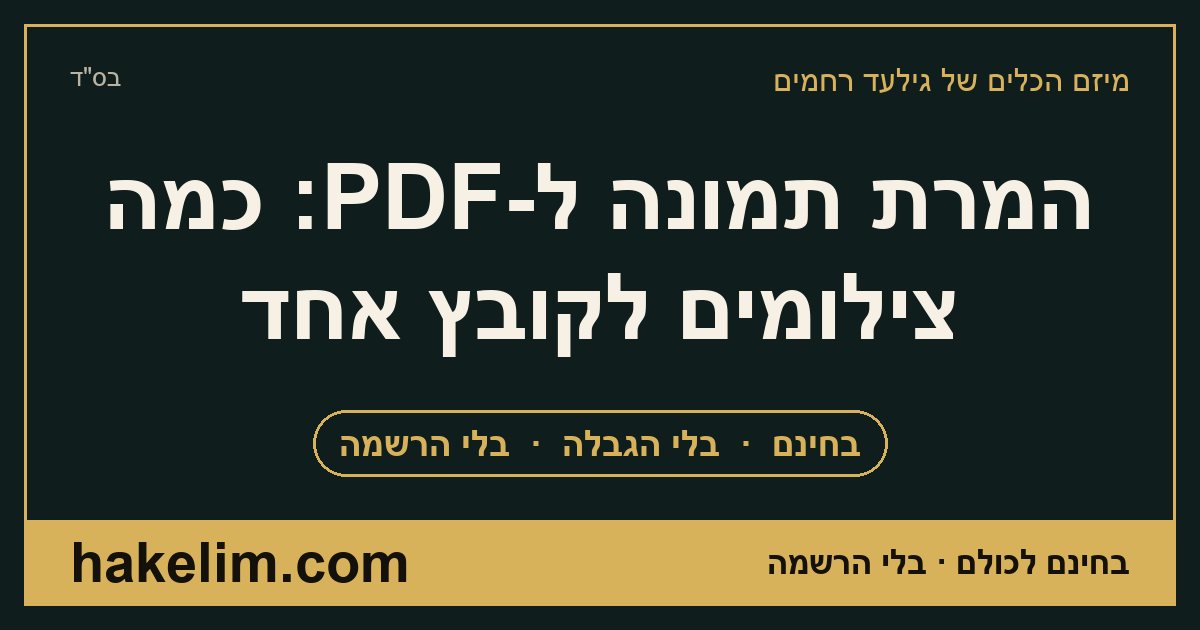 בס"ד
מיזם הכלים של גילעד רחמים
המרת תמונה ל-PDF: כמה
צילומים לקובץ אחד
בחינם · בלי הגבלה · בלי הרשמה
בחינם לכולם · בלי הרשמה
hakelim.com